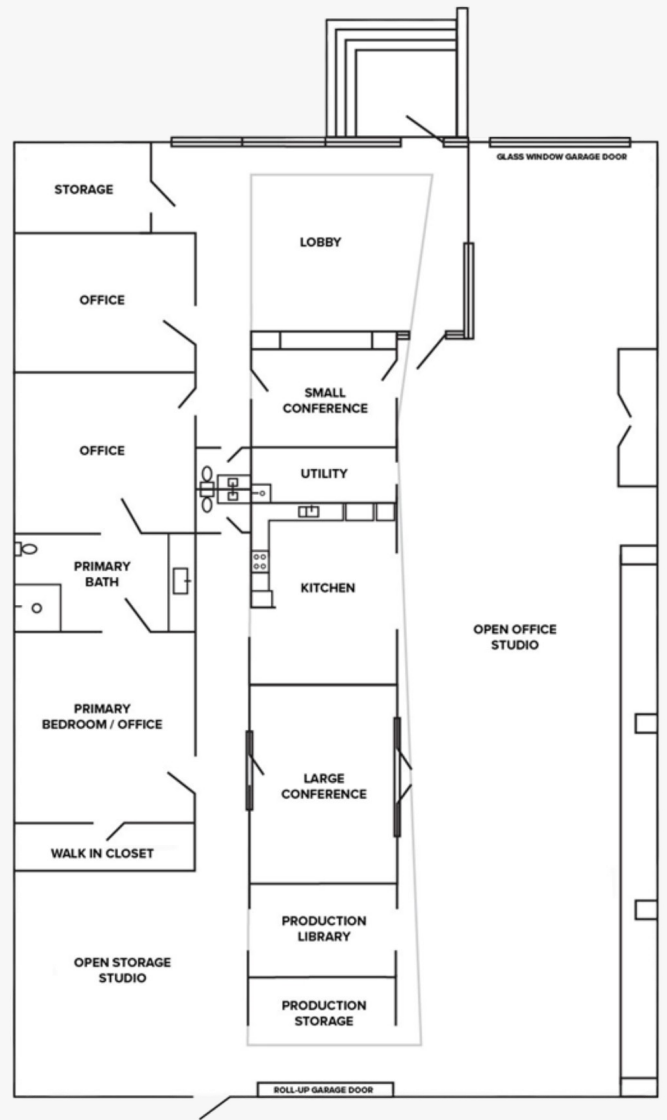 GLASS WINDOW GARAGE DOOR
STORAGE
LOBBY
OFFICE
SMALL
CONFERENCE
OFFICE
UTILITY
PRIMARY
BATH
KITCHEN
OPEN OFFICE
STUDIO
PRIMARY
BEDROOM / OFFICE
LARGE
CONFERENCE
WALK IN CLOSET
PRODUCTION
LIBRARY
OPEN STORAGE
STUDIO
PRODUCTION
STORAGE
ROLL-UP GARAGE DOOR